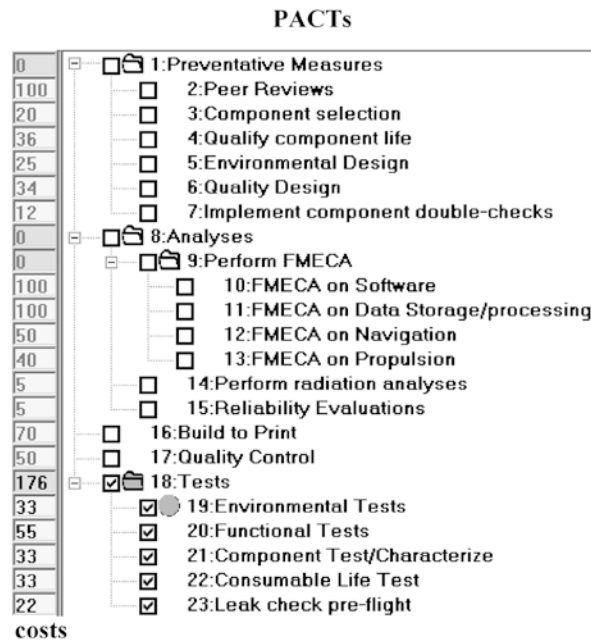 PACTs
0 1:Preventative Measures
100 2:Peer Reviews
20 3:Component selection
36 4:Qualify component life
25 5:Environmental Design
34 6:Quality Design
12 7:Implement component double-checks
0 8:Analyses
0 9:Perform FMECA
100 10:FMECA on Software
100 11:FMECA on Data Storage/processing
50 12:FMECA on Navigation
40 13:FMECA on Propulsion
5 14:Perform radiation analyses
5 15:Reliability Evaluations
70 16:Build to Print
50 17:Quality Control
176 18:Tests
33 19:Environmental Tests
55 20:Functional Tests
33 21:Component Test/Characterize
33 22:Consumable Life Test
22 23:Leak check pre-flight
costs